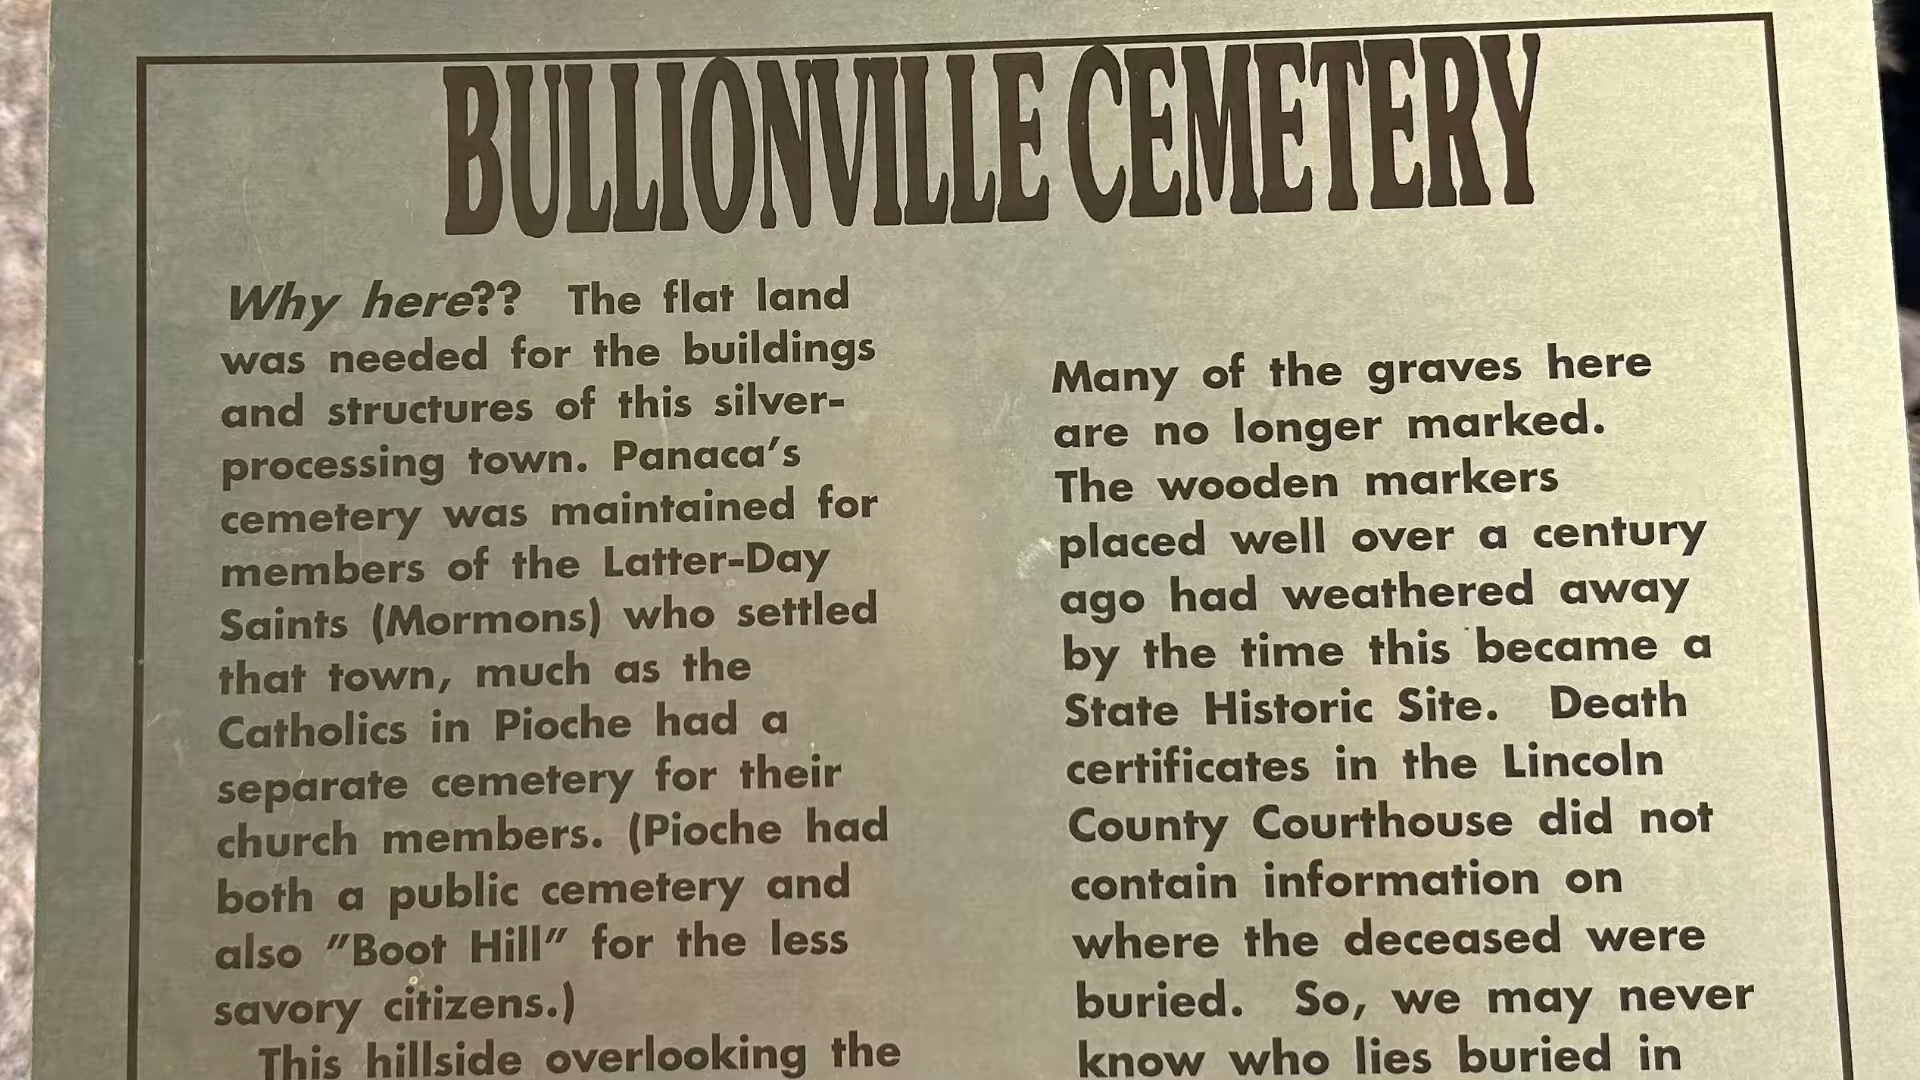 BULLIONVILLE CEMETERY
Why here?? The flat land
was needed for the buildings
and structures of this silver-
processing town. Panaca's
cemetery was maintained for
members of the Latter-Day
Saints (Mormons) who settled
that town, much as the
Catholics in Pioche had a
separate cemetery for their
church members. (Pioche had
both a public cemetery and
also "Boot Hill" for the less
savory citizens.)
This hillside overlooking the
Many of the graves here
are no longer marked.
The wooden markers
placed well over a century
ago had weathered away
by the time this became a
State Historic Site. Death
certificates in the Lincoln
County Courthouse did not
contain information on
where the deceased were
buried. So, we may never
know who lies buried in